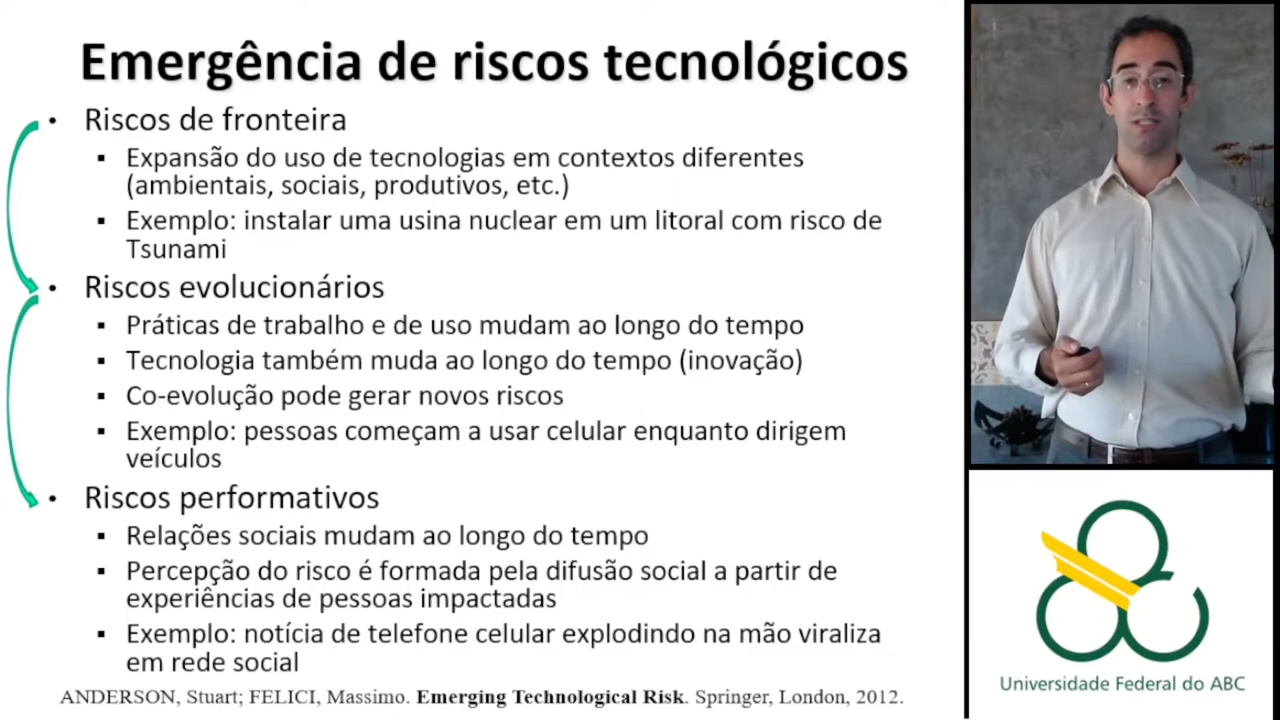 Emergência de riscos tecnológicos
• Riscos de fronteira
▪ Expansão do uso de tecnologias em contextos diferentes
(ambientais, sociais, produtivos, etc.)
▪ Exemplo: instalar uma usina nuclear em um litoral com risco de
Tsunami
• Riscos evolucionários
▪ Práticas de trabalho e de uso mudam ao longo do tempo
▪ Tecnologia também muda ao longo do tempo (inovação)
▪ Co-evolução pode gerar novos riscos
▪ Exemplo: pessoas começam a usar celular enquanto dirigem
veículos
• Riscos performativos
▪ Relações sociais mudam ao longo do tempo
▪ Percepção do risco é formada pela difusão social a partir de
experiências de pessoas impactadas
▪ Exemplo: notícia de telefone celular explodindo na mão viraliza
em rede social
ANDERSON, Stuart; FELICI, Massimo. Emerging Technological Risk. Springer, London, 2012.
Universidade Federal do ABC